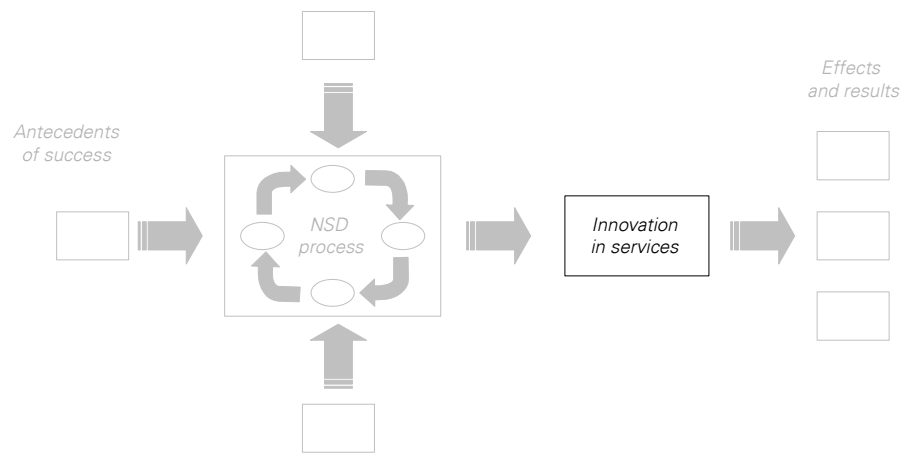 Antecedents
of success
NSD
process
Innovation
in services
Effects
and results